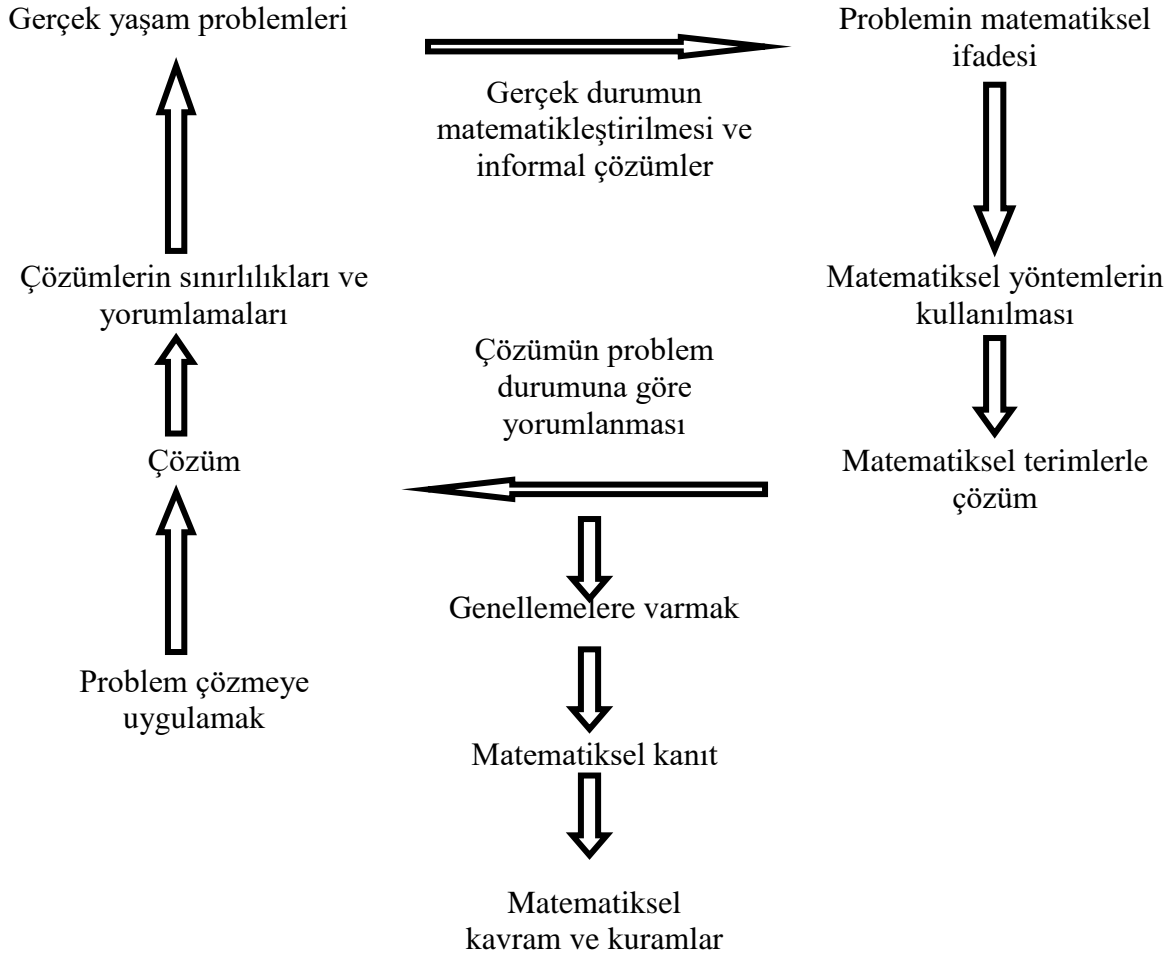 Gerçek yaşam problemleri
Problemin matematiksel
ifadesi
Gerçek durumun
matematikleştirilmesi ve
informal çözümler
Çözümlerin sınırlılıkları ve
yorumlamaları
Matematiksel yöntemlerin
kullanılması
Çözümün problem
durumuna göre
yorumlanması
Çözüm
Matematiksel terimlerle
çözüm
Genellemelere varmak
Problem çözmeye
uygulamak
Matematiksel kanıt
Matematiksel
kavram ve kuramlar